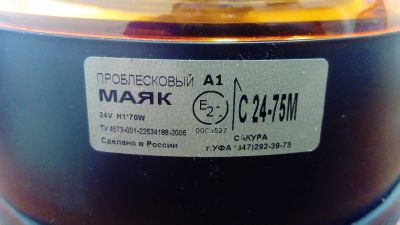 ПРОБЛЕСКОВЫЙ A1
МАЯК
24V H1*70W
ТУ 4573-001-22634188-2005
Сделано в России
E2
C 24-75M
САКУРА
г.УФА (347)292-39-73